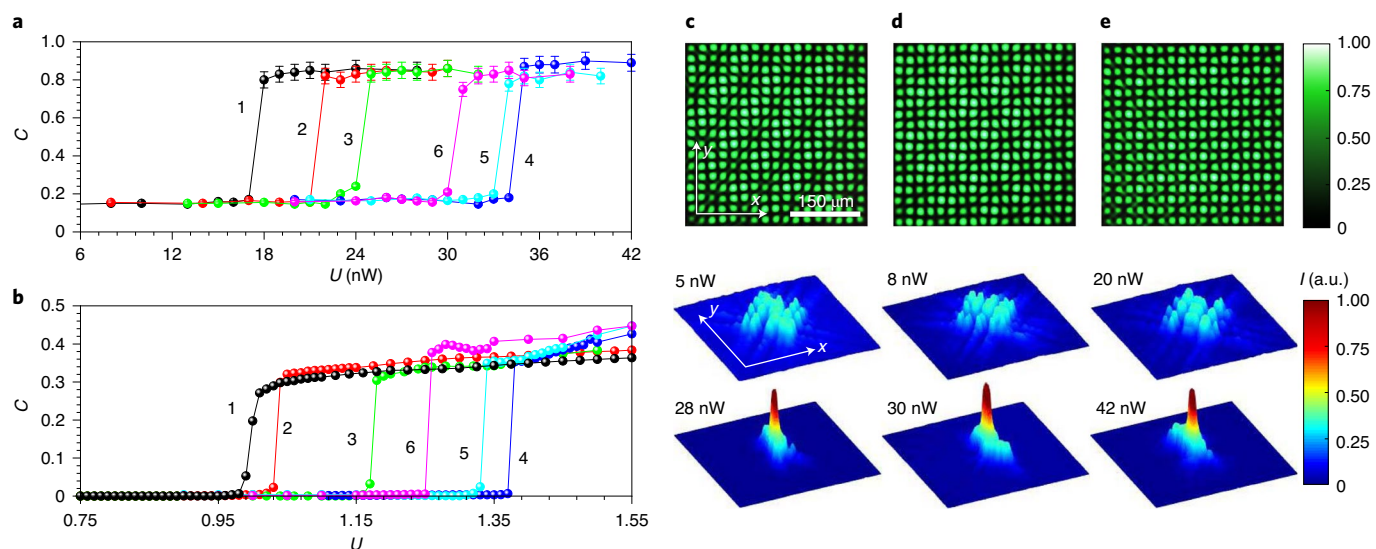 a
1.0
0.8
0.6
0.4
0.2
0
C
1
2
3
6
5
4
6
12
18
24
30
36
42
U (nW)
b
0.5
0.4
0.3
0.2
0.1
0
C
1
2
3
6
5
4
0.75
0.95
1.15
1.35
1.55
U
c
d
e
y
x
150 μm
1.00
0.75
0.50
0.25
0
5 nW
8 nW
20 nW
y
x
28 nW
30 nW
42 nW
I (a.u.)
1.00
0.75
0.50
0.25
0